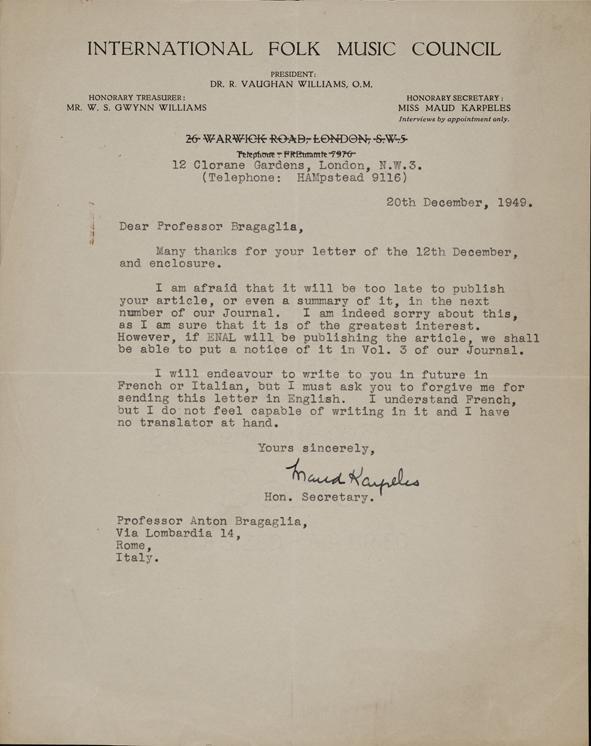 INTERNATIONAL FOLK MUSIC COUNCIL
PRESIDENT:
DR. R. VAUGHAN WILLIAMS, O.M.
HONORARY TREASURER:
MR. W. S. GWYNN WILLIAMS
HONORARY SECRETARY:
MISS MAUD KARPELES
Interviews by appointment only.
26 WARWICK ROAD, LONDON, S.W.5
Telephone: FREmantle 7976
12 Clorane Gardens, London, N.W.3.
(Telephone: HAMpstead 9116)
20th December, 1949.
Dear Professor Bragaglia,
Many thanks for your letter of the 12th December,
and enclosure.
I am afraid that it will be too late to publish
your article, or even a summary of it, in the next
number of our Journal. I am indeed sorry about this,
as I am sure that it is of the greatest interest.
However, if ENAL will be publishing the article, we shall
be able to put a notice of it in Vol. 3 of our Journal.
I will endeavour to write to you in future in
French or Italian, but I must ask you to forgive me for
sending this letter in English. I understand French,
but I do not feel capable of writing in it and I have
no translator at hand.
Yours sincerely,
Maud Karpeles
Hon. Secretary.
Professor Anton Bragaglia,
Via Lombardia 14,
Rome,
Italy.